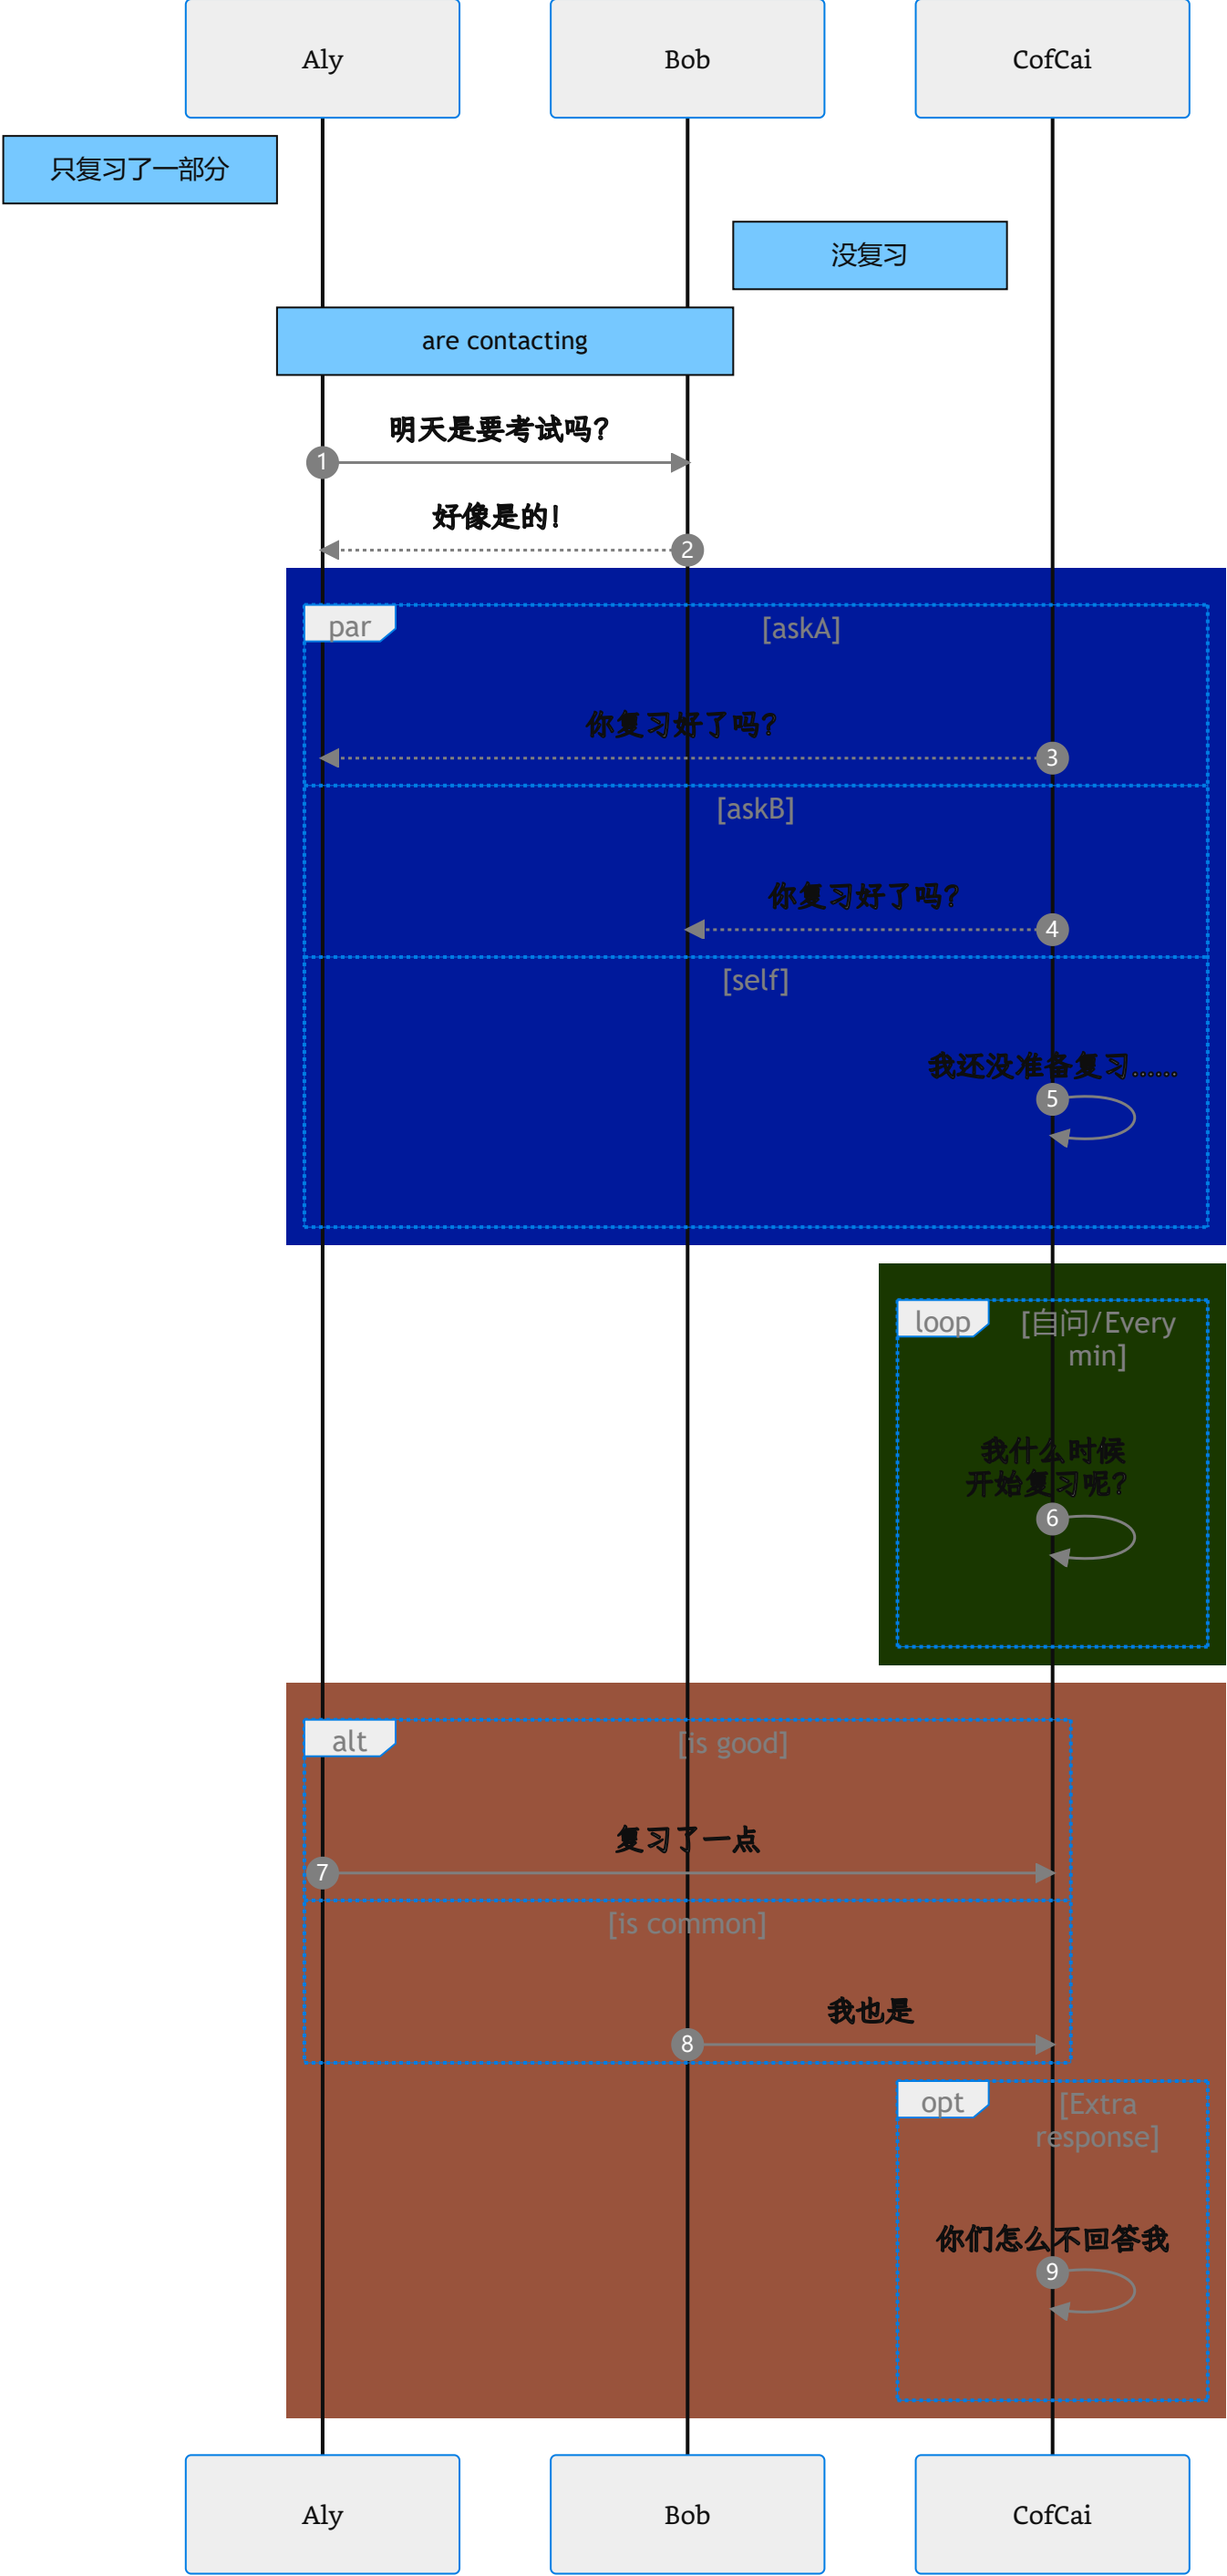 Aly
Bob
CofCai
只复习了一部分
没复习
are contacting
明天是要考试吗?
1
好像是的!
2
par
[askA]
你复习好了吗?
3
[askB]
你复习好了吗?
4
[self]
我还没准备复习......
5
loop
[自问/Every
min]
我什么时候
开始复习呢?
6
alt
[is good]
复习了一点
7
[is common]
我也是
8
opt
[Extra
response]
你们怎么不回答我
9
Aly
Bob
CofCai